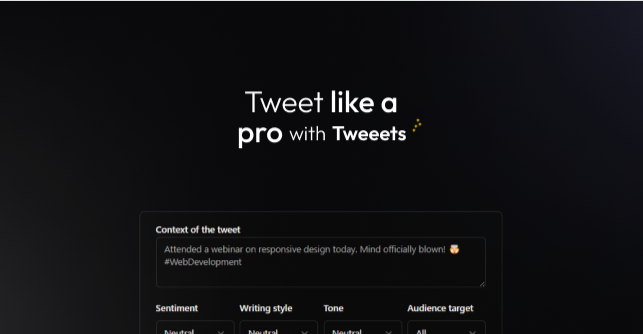 Tweet like a
pro with Tweeets
Context of the tweet
Attended a webinar on responsive design today. Mind officially blown! 🤯
#WebDevelopment
Sentiment Writing style Tone Audience target
Neutral Neutral Neutral All